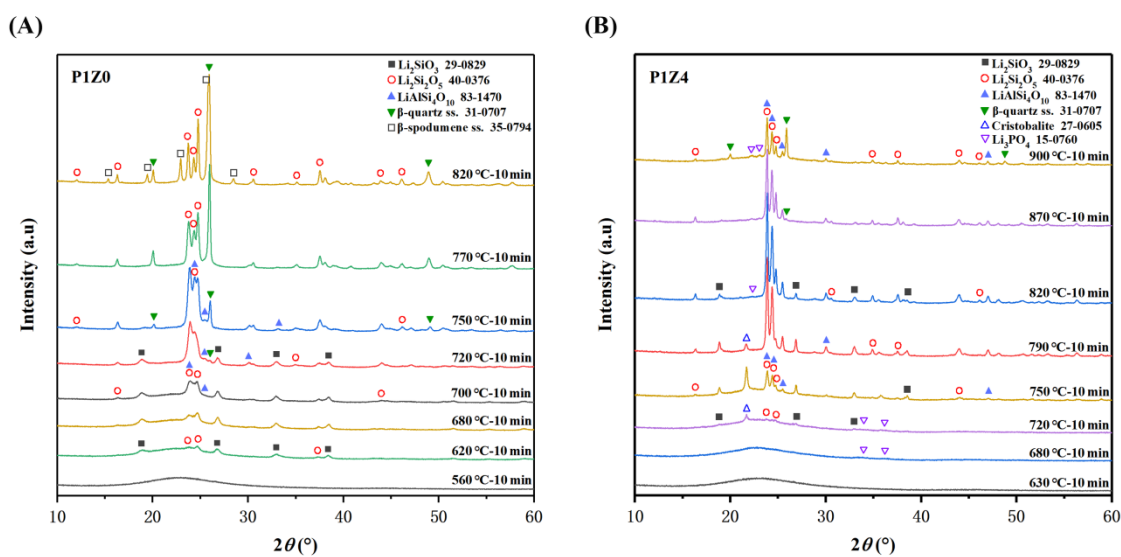 (A)
P1Z0
Li₂SiO₃ 29-0829
Li₂Si₂O₅ 40-0376
LiAlSi₄O₁₀ 83-1470
β-quartz ss. 31-0707
β-spodumene ss. 35-0794
820 °C-10 min
770 °C-10 min
750 °C-10 min
720 °C-10 min
700 °C-10 min
680 °C-10 min
620 °C-10 min
560 °C-10 min
Intensity (a.u)
10 20 30 40 50 60
2θ (°)
(B)
P1Z4
Li₂SiO₃ 29-0829
Li₂Si₂O₅ 40-0376
LiAlSi₄O₁₀ 83-1470
β-quartz ss. 31-0707
Cristobalite 27-0605
Li₃PO₄ 15-0760
900 °C-10 min
870 °C-10 min
820 °C-10 min
790 °C-10 min
750 °C-10 min
720 °C-10 min
680 °C-10 min
630 °C-10 min
Intensity (a.u)
10 20 30 40 50 60
2θ (°)